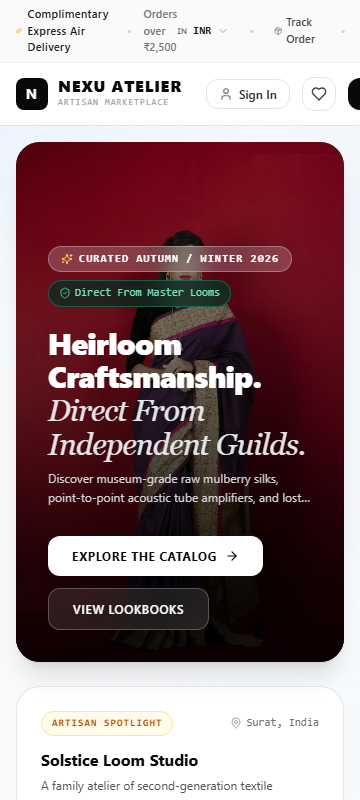 Complimentary
Express Air
Delivery
Orders
over
₹2,500
IN INR
Track
Order
N
NEXU ATELIER
ARTISAN MARKETPLACE
Sign In
CURATED AUTUMN / WINTER 2026
Direct From Master Looms
Heirloom
Craftsmanship.
Direct From
Independent Guilds.
Discover museum-grade raw mulberry silks,
point-to-point acoustic tube amplifiers, and lost...
EXPLORE THE CATALOG
VIEW LOOKBOOKS
ARTISAN SPOTLIGHT
Surat, India
Solstice Loom Studio
A family atelier of second-generation textile